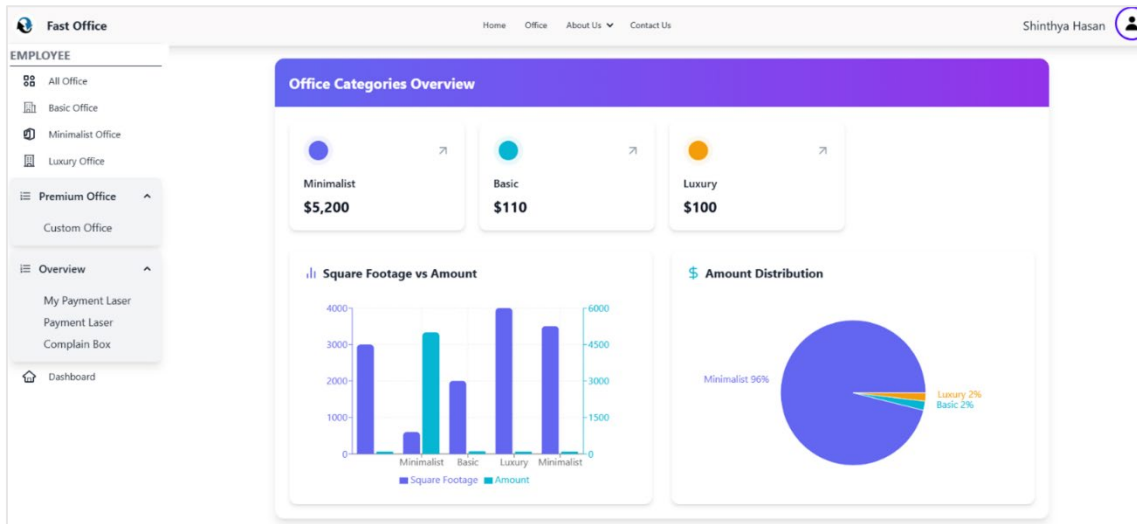 Fast Office
Home Office About Us Contact Us
Shinthya Hasan
EMPLOYEE
All Office
Basic Office
Minimalist Office
Luxury Office
Premium Office
Custom Office
Overview
My Payment Laser
Payment Laser
Complain Box
Dashboard
Office Categories Overview
Minimalist
$5,200
Basic
$110
Luxury
$100
Square Footage vs Amount
4000
3000
2000
1000
0
6000
4500
3000
1500
0
Minimalist Basic Luxury Minimalist
Square Footage Amount
$ Amount Distribution
Minimalist 96%
Luxury 2%
Basic 2%